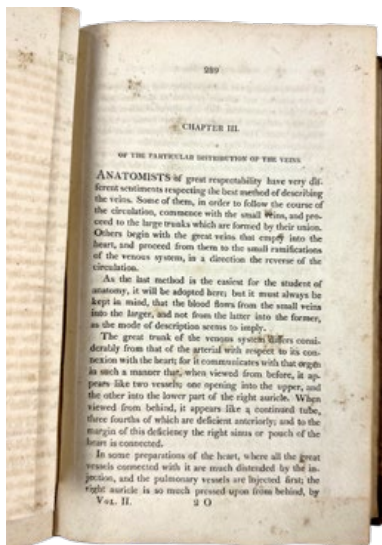 289
CHAPTER III.
OF THE PARTICULAR DISTRIBUTION OF THE VEINS.
ANATOMISTS of great respectability have very dif-
ferent sentiments respecting the best method of describing
the veins. Some of them, in order to follow the course of
the circulation, commence with the small veins, and pro-
ceed to the large trunks which are formed by their union.
Others begin with the great veins that empty into the
heart, and proceed from them to the small ramifications
of the venous system, in a direction the reverse of the
circulation.
As the last method is the easiest for the student of
anatomy, it will be adopted here; but it must always be
kept in mind, that the blood flows from the small veins
into the larger, and not from the latter into the former,
as the mode of description seems to imply.
The great trunk of the venous system differs consi-
derably from that of the arterial with respect to its con-
nexion with the heart; for it communicates with that organ
in such a manner that, when viewed from before, it ap-
pears like two vessels; one opening into the upper, and
the other into the lower part of the right auricle. When
viewed from behind, it appears like a continued tube,
three fourths of which are deficient anteriorly; and to the
margin of this deficiency the right sinus or pouch of the
heart is connected.
In some preparations of the heart, where all the great
vessels connected with it are much distended by the in-
jection, and the pulmonary vessels are injected first; the
right auricle is so much pressed upon from behind, by
VOL. II. 2 O